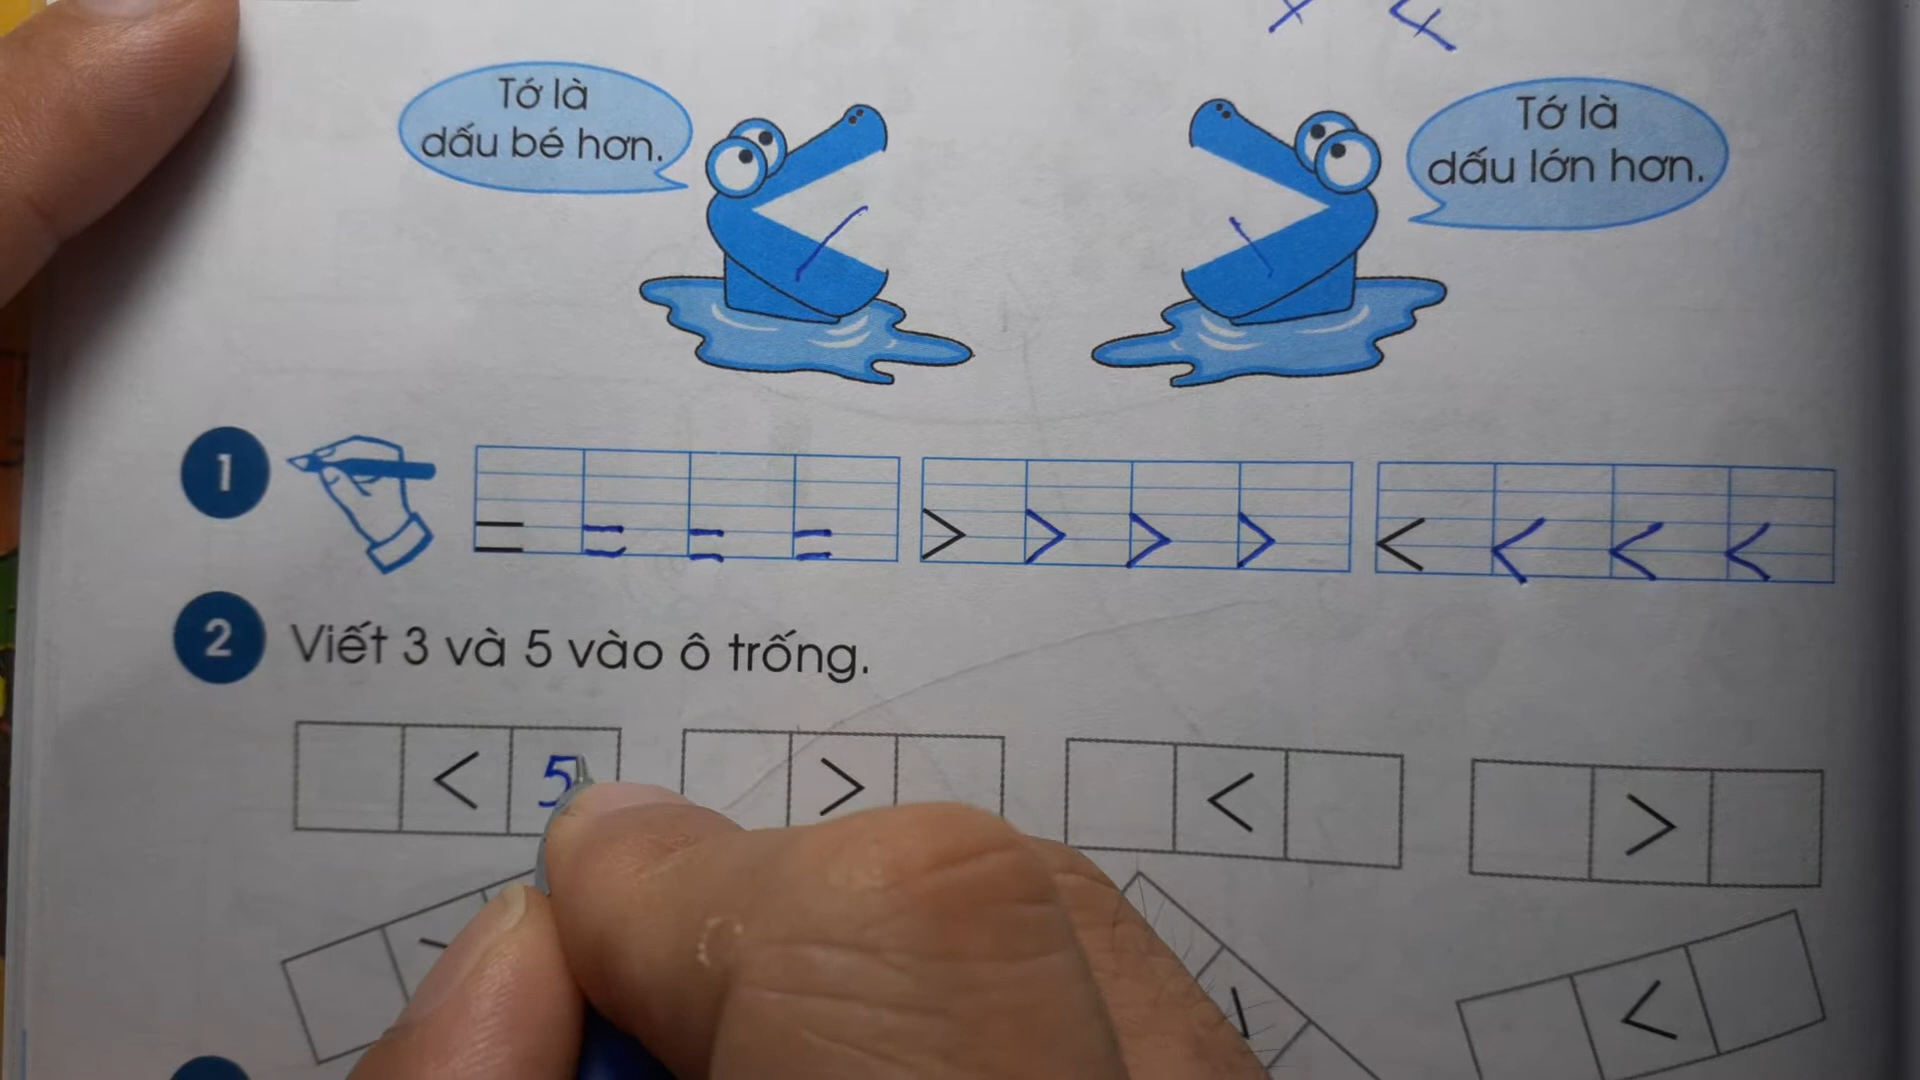 4
Tớ là
dấu bé hơn.
Tớ là
dấu lớn hơn.
1 = = = = > > > > < < < <
2 Viết 3 và 5 vào ô trống.
< 5 > < >
<